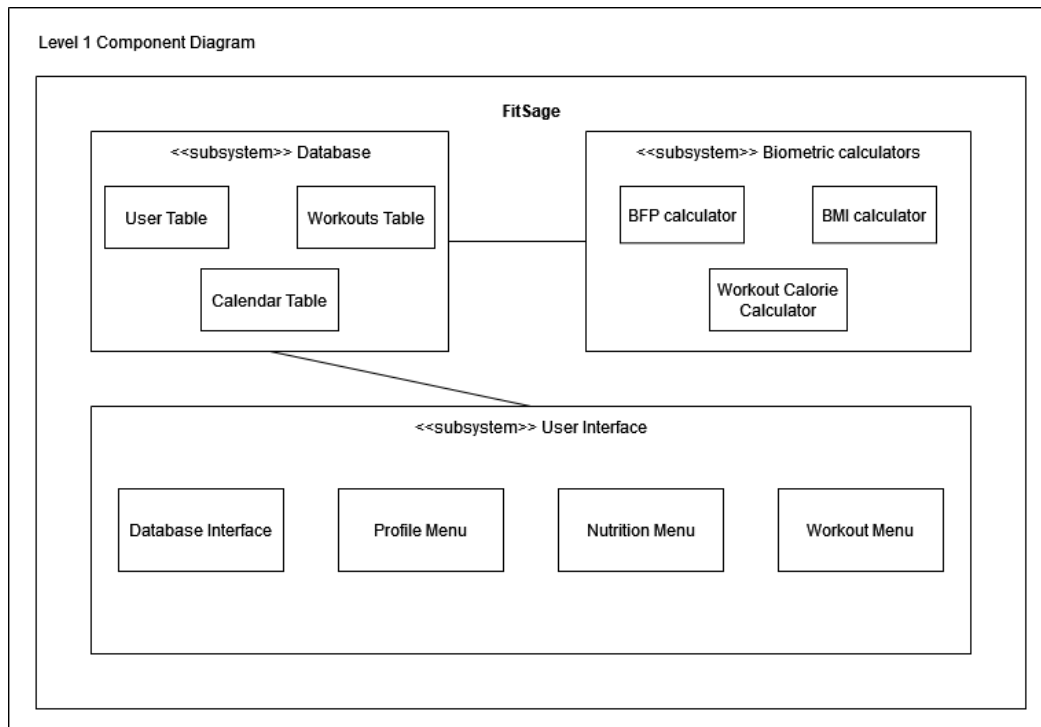 Level 1 Component Diagram
FitSage
<<subsystem>> Database
User Table
Workouts Table
Calendar Table
<<subsystem>> Biometric calculators
BFP calculator
BMI calculator
Workout Calorie
Calculator
<<subsystem>> User Interface
Database Interface
Profile Menu
Nutrition Menu
Workout Menu